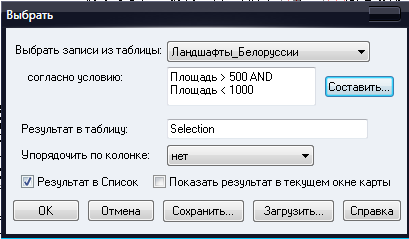 Выбрать
Выбрать записи из таблицы: Ландшафты_Белоруссии
согласно условию: Площадь > 500 AND
Площадь < 1000
Составить...
Результат в таблицу: Selection
Упорядочить по колонке: нет
Результат в Список Показать результат в текущем окне карты
OK Отмена Сохранить... Загрузить... Справка